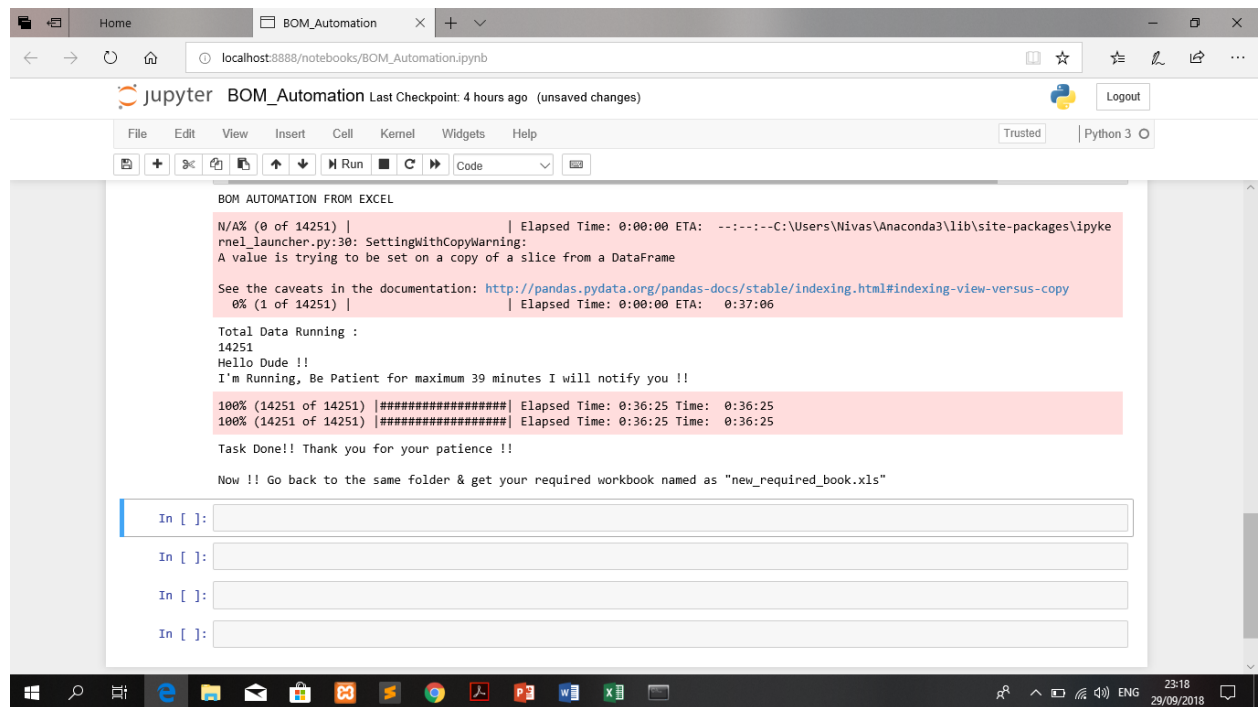 Home
BOM_Automation
localhost:8888/notebooks/BOM_Automation.ipynb
jupyter BOM_Automation Last Checkpoint: 4 hours ago (unsaved changes)
Logout
File Edit View Insert Cell Kernel Widgets Help
Trusted
Python 3
Run
Code
BOM AUTOMATION FROM EXCEL
N/A% (0 of 14251) | | Elapsed Time: 0:00:00 ETA: --:--:--C:\Users\Nivas\Anaconda3\lib\site-packages\ipyke
rnel_launcher.py:30: SettingWithCopyWarning:
A value is trying to be set on a copy of a slice from a DataFrame
See the caveats in the documentation: http://pandas.pydata.org/pandas-docs/stable/indexing.html#indexing-view-versus-copy
0% (1 of 14251) | | Elapsed Time: 0:00:00 ETA: 0:37:06
Total Data Running :
14251
Hello Dude !!
I'm Running, Be Patient for maximum 39 minutes I will notify you !!
100% (14251 of 14251) |##################| Elapsed Time: 0:36:25 Time: 0:36:25
100% (14251 of 14251) |##################| Elapsed Time: 0:36:25 Time: 0:36:25
Task Done!! Thank you for your patience !!
Now !! Go back to the same folder & get your required workbook named as "new_required_book.xls"
In [ ]:
In [ ]:
In [ ]:
In [ ]:
ENG
23:18
29/09/2018